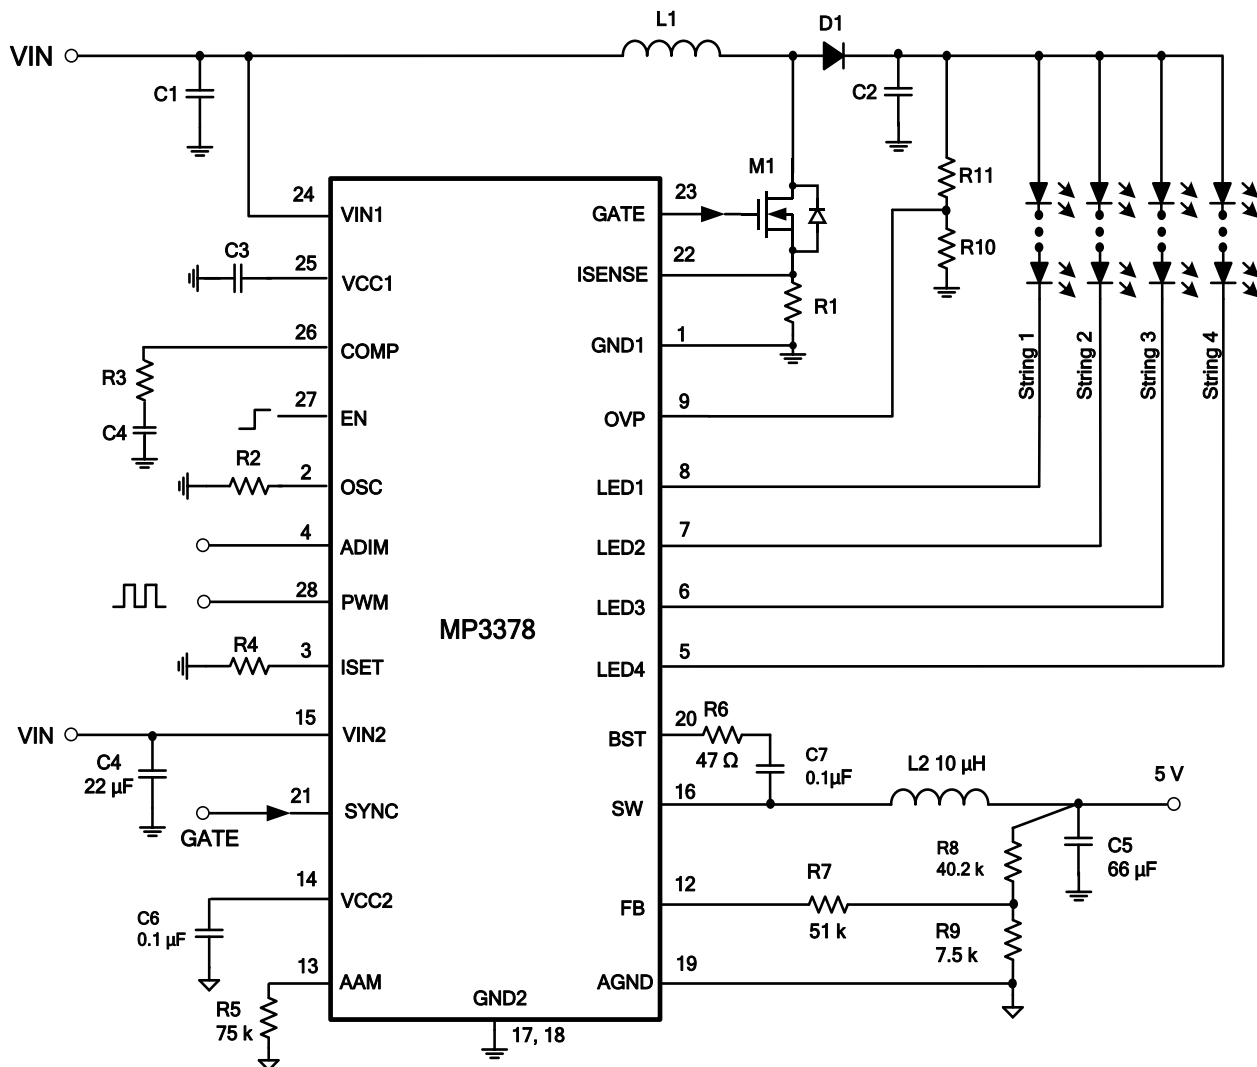 L1
D1
VIN
C1
C2
M1
R11
24
VIN1
23
GATE
C3
25
VCC1
22
ISENSE
R10
R1
26
COMP
1
GND1
R3
C4
27
EN
9
OVP
String 1
String 2
String 3
String 4
R2
2
OSC
8
LED1
4
ADIM
7
LED2
28
PWM
6
LED3
MP3378
R4
3
ISET
5
LED4
VIN
15
VIN2
20
BST
R6
47 Ω
C7
0.1µF
C4
22 µF
L2 10 µH
5 V
21
SYNC
GATE
16
SW
R8
40.2 k
C5
66 µF
14
VCC2
12
FB
R7
51 k
C6
0.1 µF
R9
7.5 k
13
AAM
19
AGND
R5
75 k
GND2
17, 18